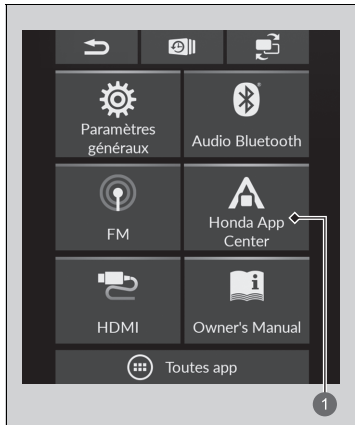 Paramètres
généraux
Audio Bluetooth
FM
Honda App
Center
HDMI
Owner's Manual
Toutes app
1